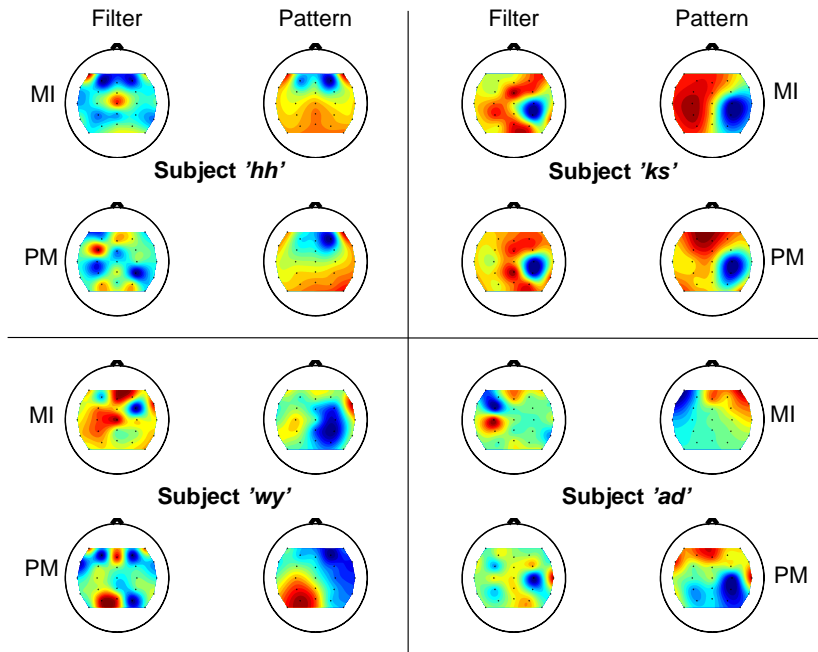 Filter Pattern Filter Pattern
MI MI
Subject 'hh' Subject 'ks'
PM PM
MI MI
Subject 'wy' Subject 'ad'
PM PM